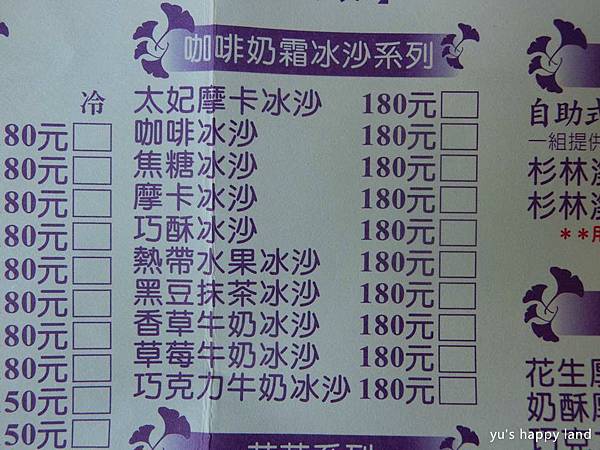 咖啡奶霜冰沙系列
冷
80元
80元
80元
80元
80元
80元
80元
80元
50元
50元
太妃摩卡冰沙 180元
咖啡冰沙 180元
焦糖冰沙 180元
摩卡冰沙 180元
巧酥冰沙 180元
熱帶水果冰沙 180元
黑豆抹茶冰沙 180元
香草牛奶冰沙 180元
草莓牛奶冰沙 180元
巧克力牛奶冰沙 180元
自助式
一組提供
杉林溪
杉林溪
**用
花生摩
奶酥摩
yu's happy land